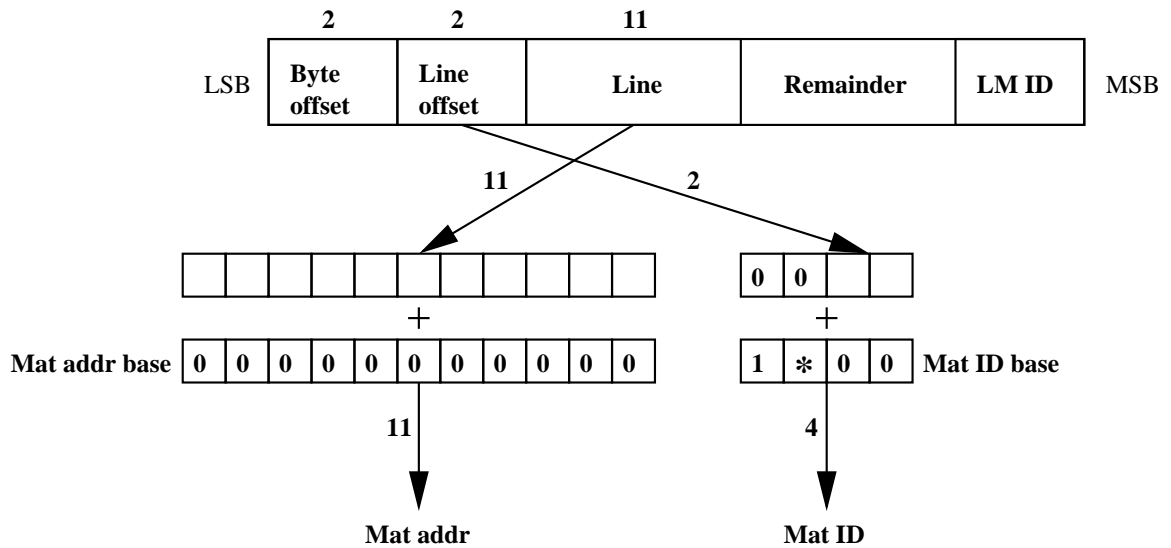 2 2 11
LSB Byte offset Line offset Line Remainder LM ID MSB
11 2
0 0
+ +
Mat addr base 0 0 0 0 0 0 0 0 0 0 0 1 * 0 0 Mat ID base
11 4
Mat addr Mat ID